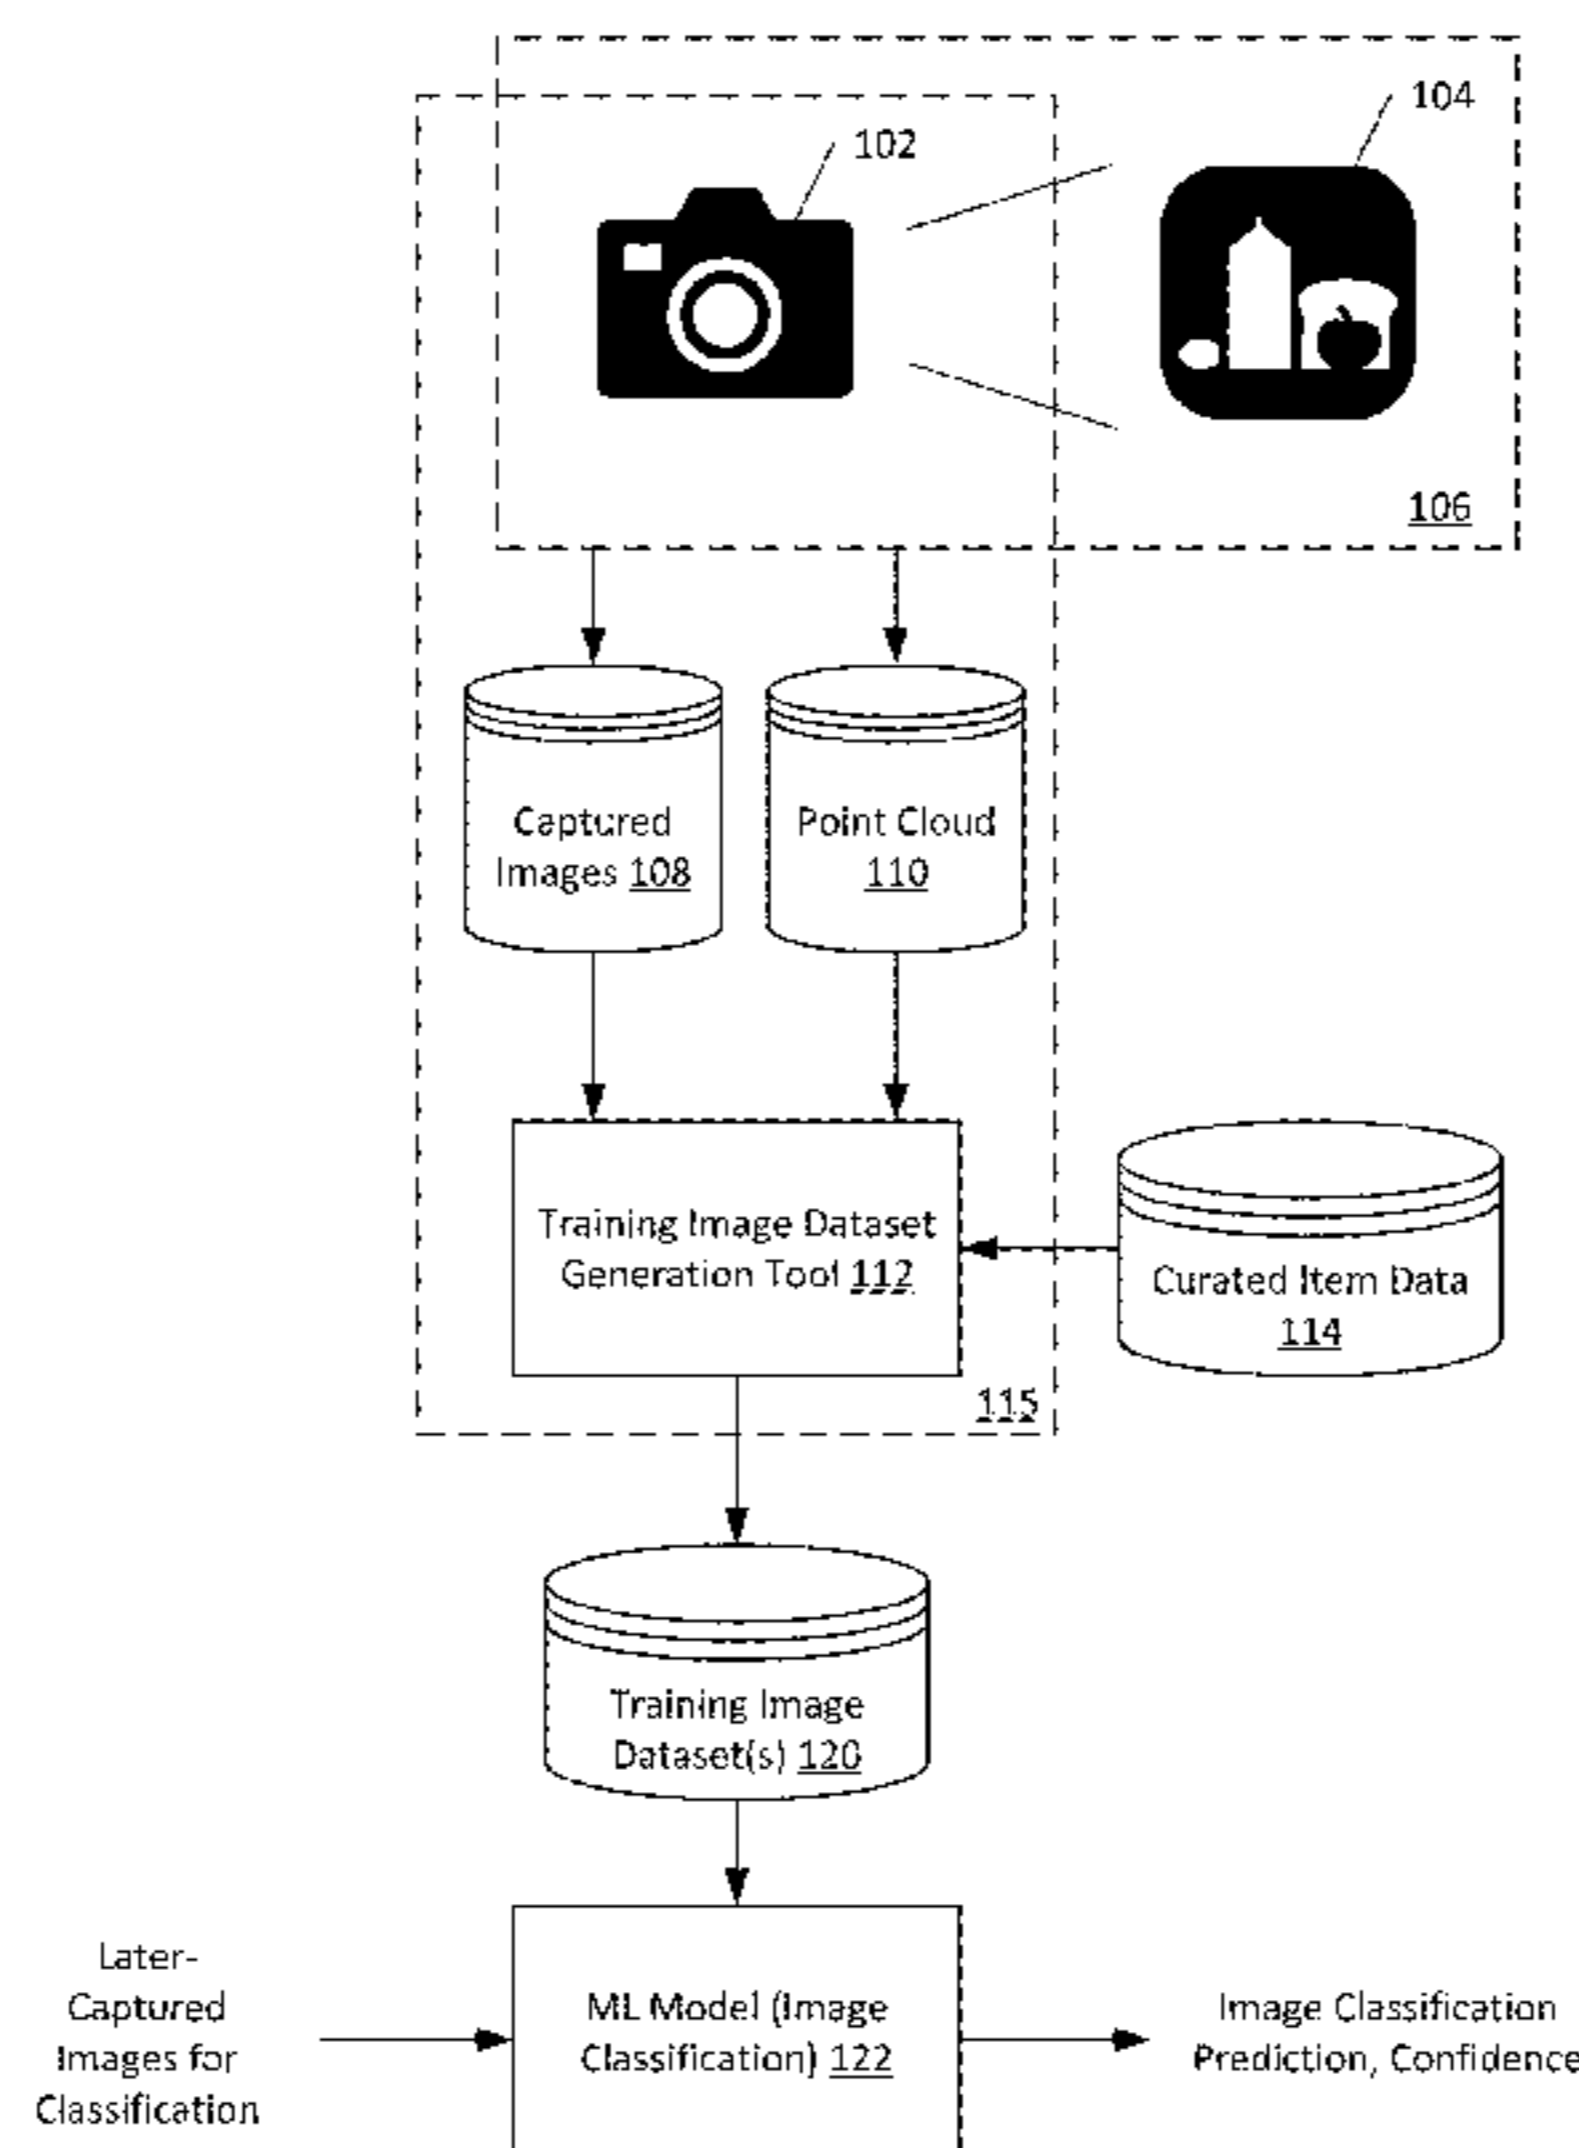 104
102
106
Captured
Images 108
Point Cloud
110
Training Image Dataset
Generation Tool 112
Curated Item Data
114
115
Training Image
Dataset(s) 120
Later-
Captured
Images for
Classification
ML Model (Image
Classification) 122
Image Classification
Prediction, Confidence